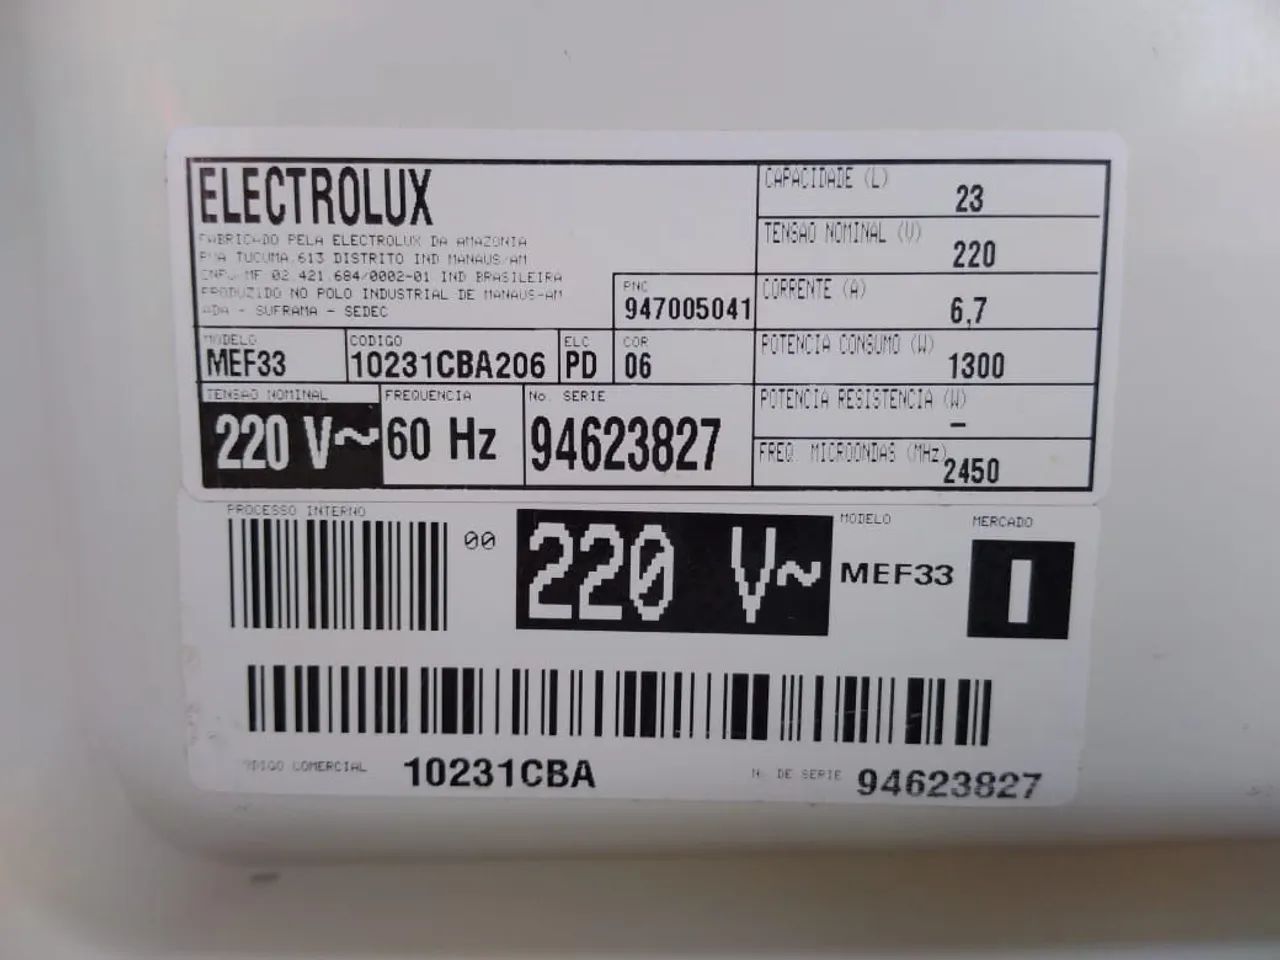 ELECTROLUX
FABRICADO PELA ELECTROLUX DA AMAZONIA
RUA TUCUMA.613 DISTRITO IND MANAUS/AM
CNPJ/MF 02.421.684/0002-01 IND BRASILEIRA
PRODUZIDO NO POLO INDUSTRIAL DE MANAUS-AM
ADA - SUFRAMA - SEDEC
PNC
947005041
MODELO
MEF33
CODIGO
10231CBA206
ELC
PD
COR
06
TENSAO NOMINAL
220 V~
FREQUENCIA
60 Hz
No. SERIE
94623827
CAPACIDADE (L)
23
TENSAO NOMINAL (V)
220
CORRENTE (A)
6,7
POTENCIA CONSUMO (W)
1300
POTENCIA RESISTENCIA (W)
-
FREQ. MICROONDAS (MHz)
2450
PROCESSO INTERNO
00
220 V~
MODELO
MEF33
MERCADO
I
CODIGO COMERCIAL 10231CBA
N. DE SERIE 94623827